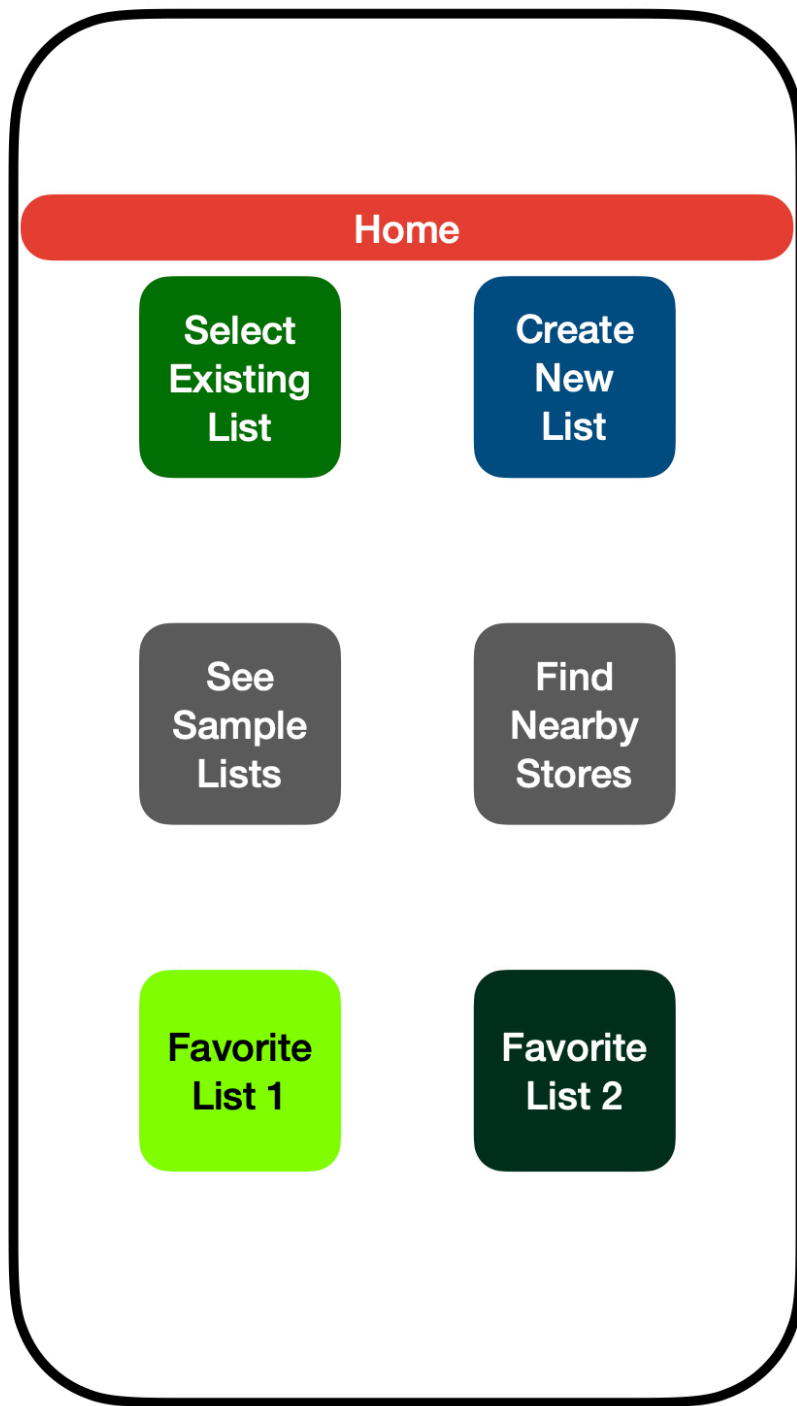 Home
Select
Existing
List
Create
New
List
See
Sample
Lists
Find
Nearby
Stores
Favorite
List 1
Favorite
List 2